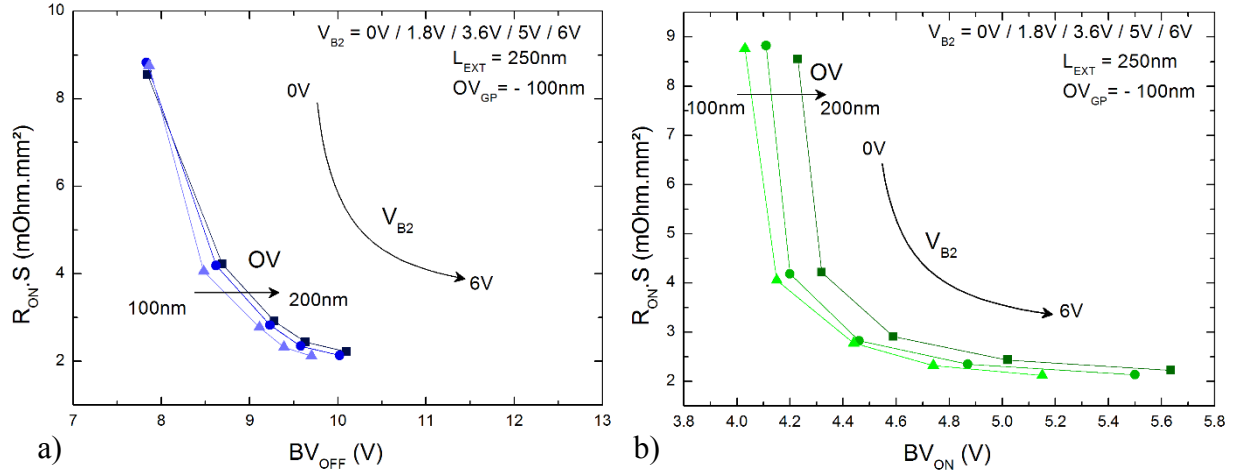 V_B2 = 0V / 1.8V / 3.6V / 5V / 6V
L_EXT = 250nm
OV_GP = - 100nm
0V
V_B2
6V
OV
100nm
200nm
10
8
6
4
2
R_ON.S (mOhm.mm²)
7 8 9 10 11 12 13
BV_OFF (V)
a)
V_B2 = 0V / 1.8V / 3.6V / 5V / 6V
L_EXT = 250nm
OV_GP = - 100nm
OV
100nm
200nm
0V
V_B2
6V
9
8
7
6
5
4
3
2
R_ON.S (mOhm.mm²)
3.8 4.0 4.2 4.4 4.6 4.8 5.0 5.2 5.4 5.6 5.8
BV_ON (V)
b)